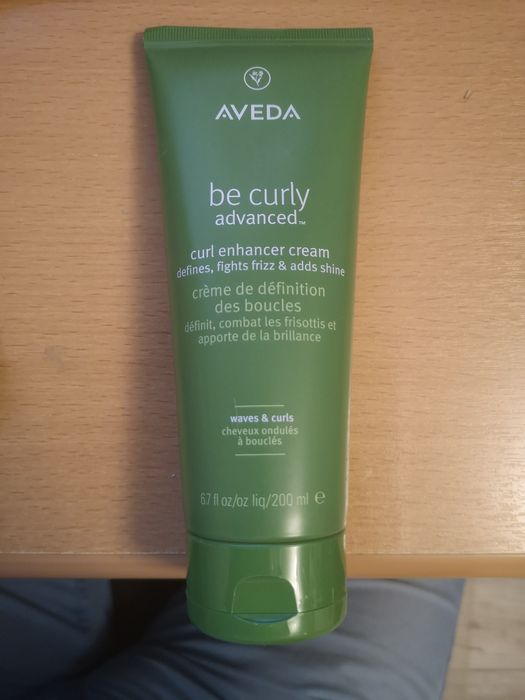 AVEDA
be curly
advanced™
curl enhancer cream
defines, fights frizz & adds shine
crème de définition
des boucles
définit, combat les frisottis et
apporte de la brillance
waves & curls
cheveux ondulés
à bouclés
6.7 fl oz/oz liq/200 ml ℮